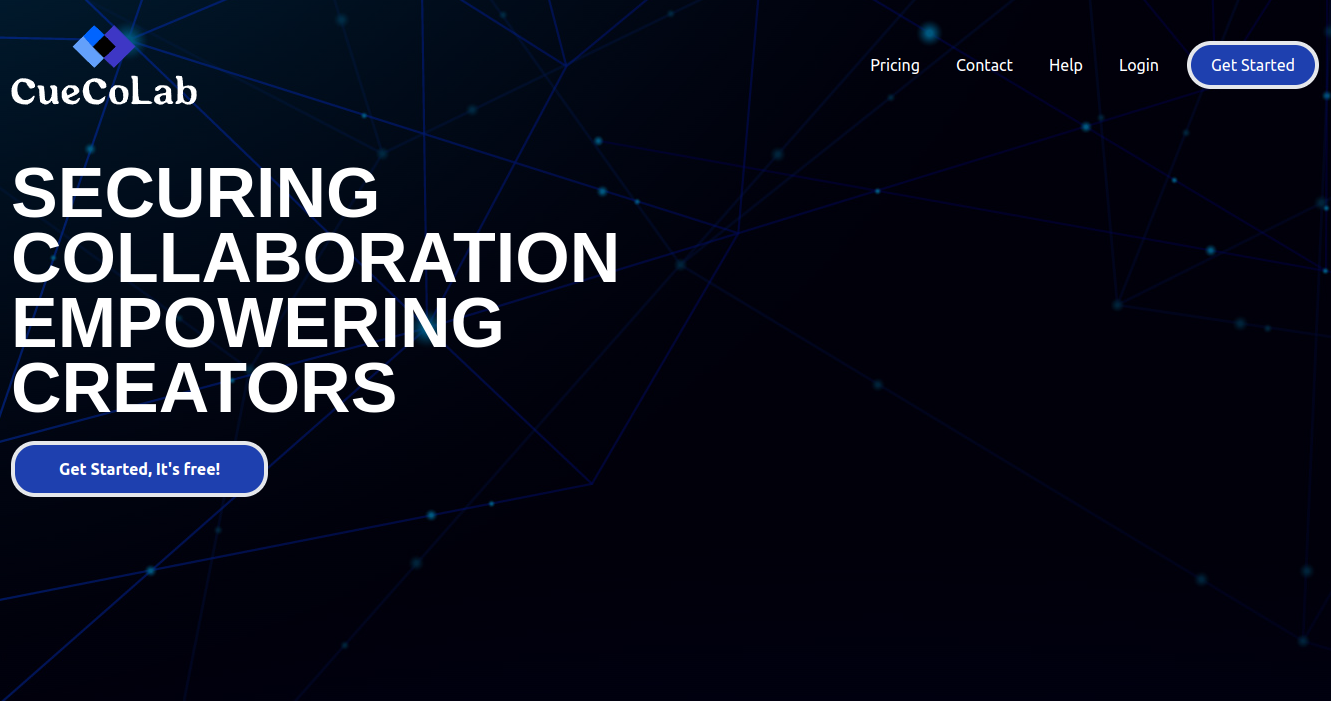 CueCoLab
Pricing
Contact
Help
Login
Get Started
SECURING
COLLABORATION
EMPOWERING
CREATORS
Get Started, It's free!